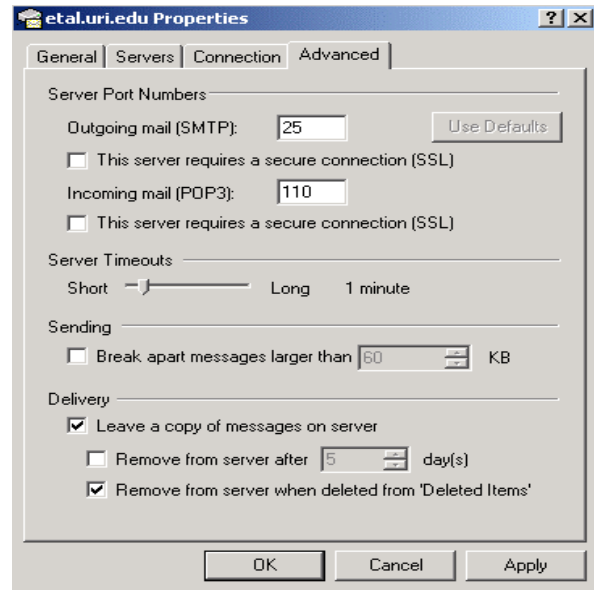 etal.uri.edu Properties ? ×
General Servers Connection Advanced
Server Port Numbers
Outgoing mail (SMTP): 25 Use Defaults
This server requires a secure connection (SSL)
Incoming mail (POP3): 110
This server requires a secure connection (SSL)
Server Timeouts
Short Long 1 minute
Sending
Break apart messages larger than 60 KB
Delivery
Leave a copy of messages on server
Remove from server after 5 day(s)
Remove from server when deleted from 'Deleted Items'
OK Cancel Apply